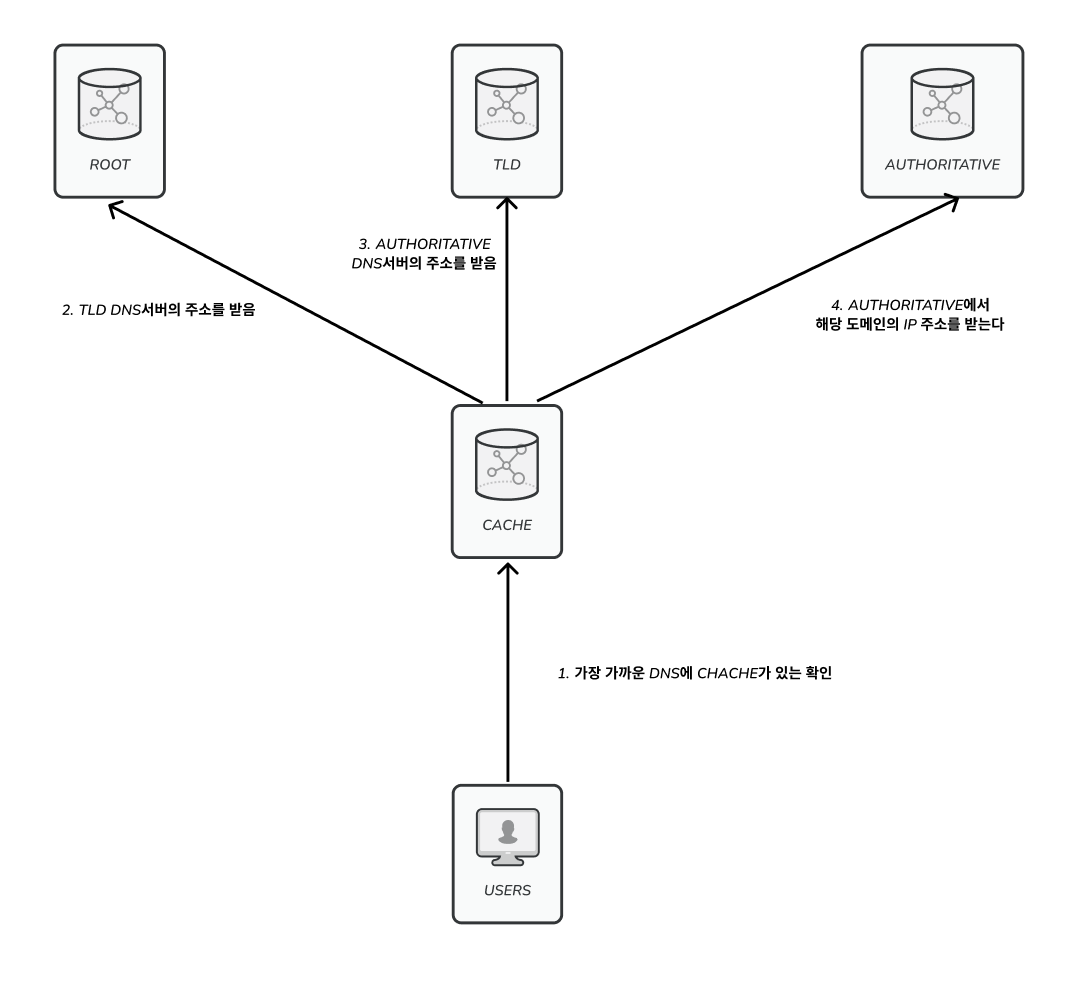 ROOT
TLD
AUTHORITATIVE
3. AUTHORITATIVE
DNS서버의 주소를 받음
2. TLD DNS서버의 주소를 받음
4. AUTHORITATIVE에서
해당 도메인의 IP 주소를 받는다
CACHE
1. 가장 가까운 DNS에 CHACHE가 있는 확인
USERS